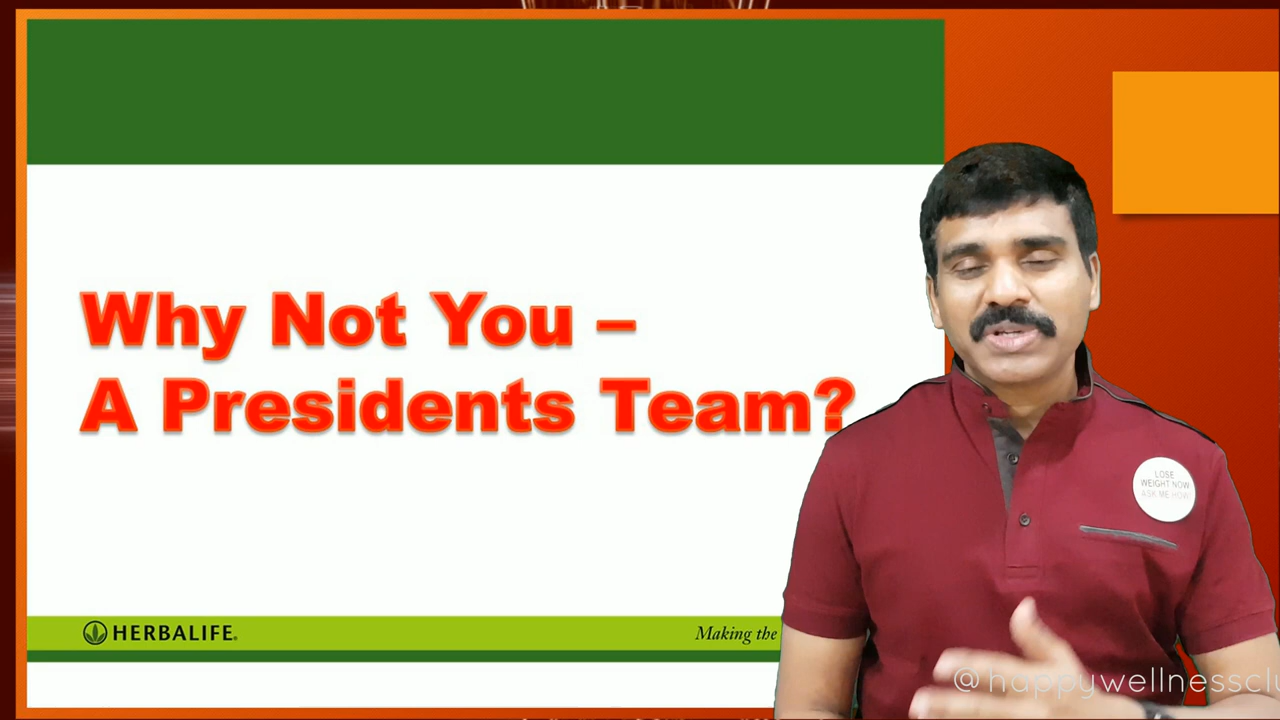 Why Not You –
A Presidents Team?
LOSE
WEIGHT NOW
ASK ME HOW!
HERBALIFE.
Making the
@happywellnessclu